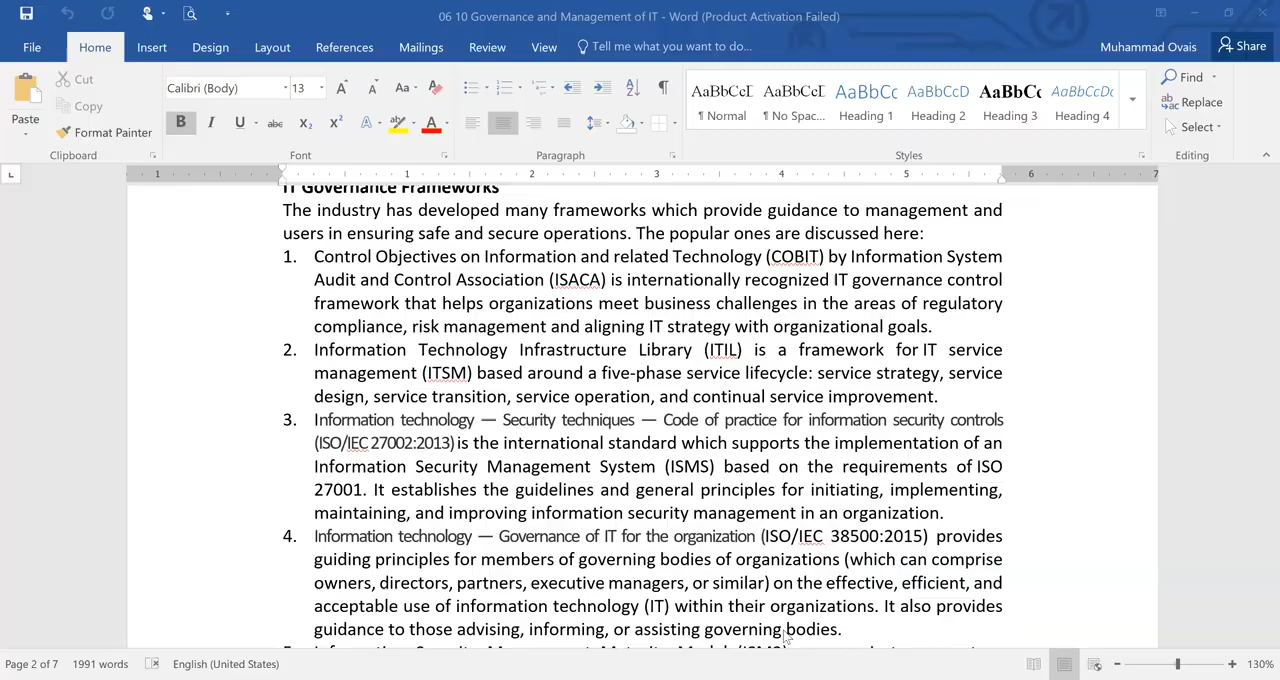 06 10 Governance and Management of IT - Word (Product Activation Failed)
File Home Insert Design Layout References Mailings Review View Tell me what you want to do... Muhammad Ovais Share
Paste
Cut
Copy
Format Painter
Clipboard
Calibri (Body) 13
Font
Paragraph
AaBbCcI AaBbCcI AaBbCc AaBbCcD AaBbCc AaBbCcDc
¶ Normal ¶ No Spac... Heading 1 Heading 2 Heading 3 Heading 4
Styles
Find
Replace
Select
Editing
1 1 2 3 4 5 6 7
IT Governance Frameworks
The industry has developed many frameworks which provide guidance to management and
users in ensuring safe and secure operations. The popular ones are discussed here:
1. Control Objectives on Information and related Technology (COBIT) by Information System
Audit and Control Association (ISACA) is internationally recognized IT governance control
framework that helps organizations meet business challenges in the areas of regulatory
compliance, risk management and aligning IT strategy with organizational goals.
2. Information Technology Infrastructure Library (ITIL) is a framework for IT service
management (ITSM) based around a five-phase service lifecycle: service strategy, service
design, service transition, service operation, and continual service improvement.
3. Information technology — Security techniques — Code of practice for information security controls
(ISO/IEC 27002:2013) is the international standard which supports the implementation of an
Information Security Management System (ISMS) based on the requirements of ISO
27001. It establishes the guidelines and general principles for initiating, implementing,
maintaining, and improving information security management in an organization.
4. Information technology — Governance of IT for the organization (ISO/IEC 38500:2015) provides
guiding principles for members of governing bodies of organizations (which can comprise
owners, directors, partners, executive managers, or similar) on the effective, efficient, and
acceptable use of information technology (IT) within their organizations. It also provides
guidance to those advising, informing, or assisting governing bodies.
Page 2 of 7 1991 words English (United States) 130%